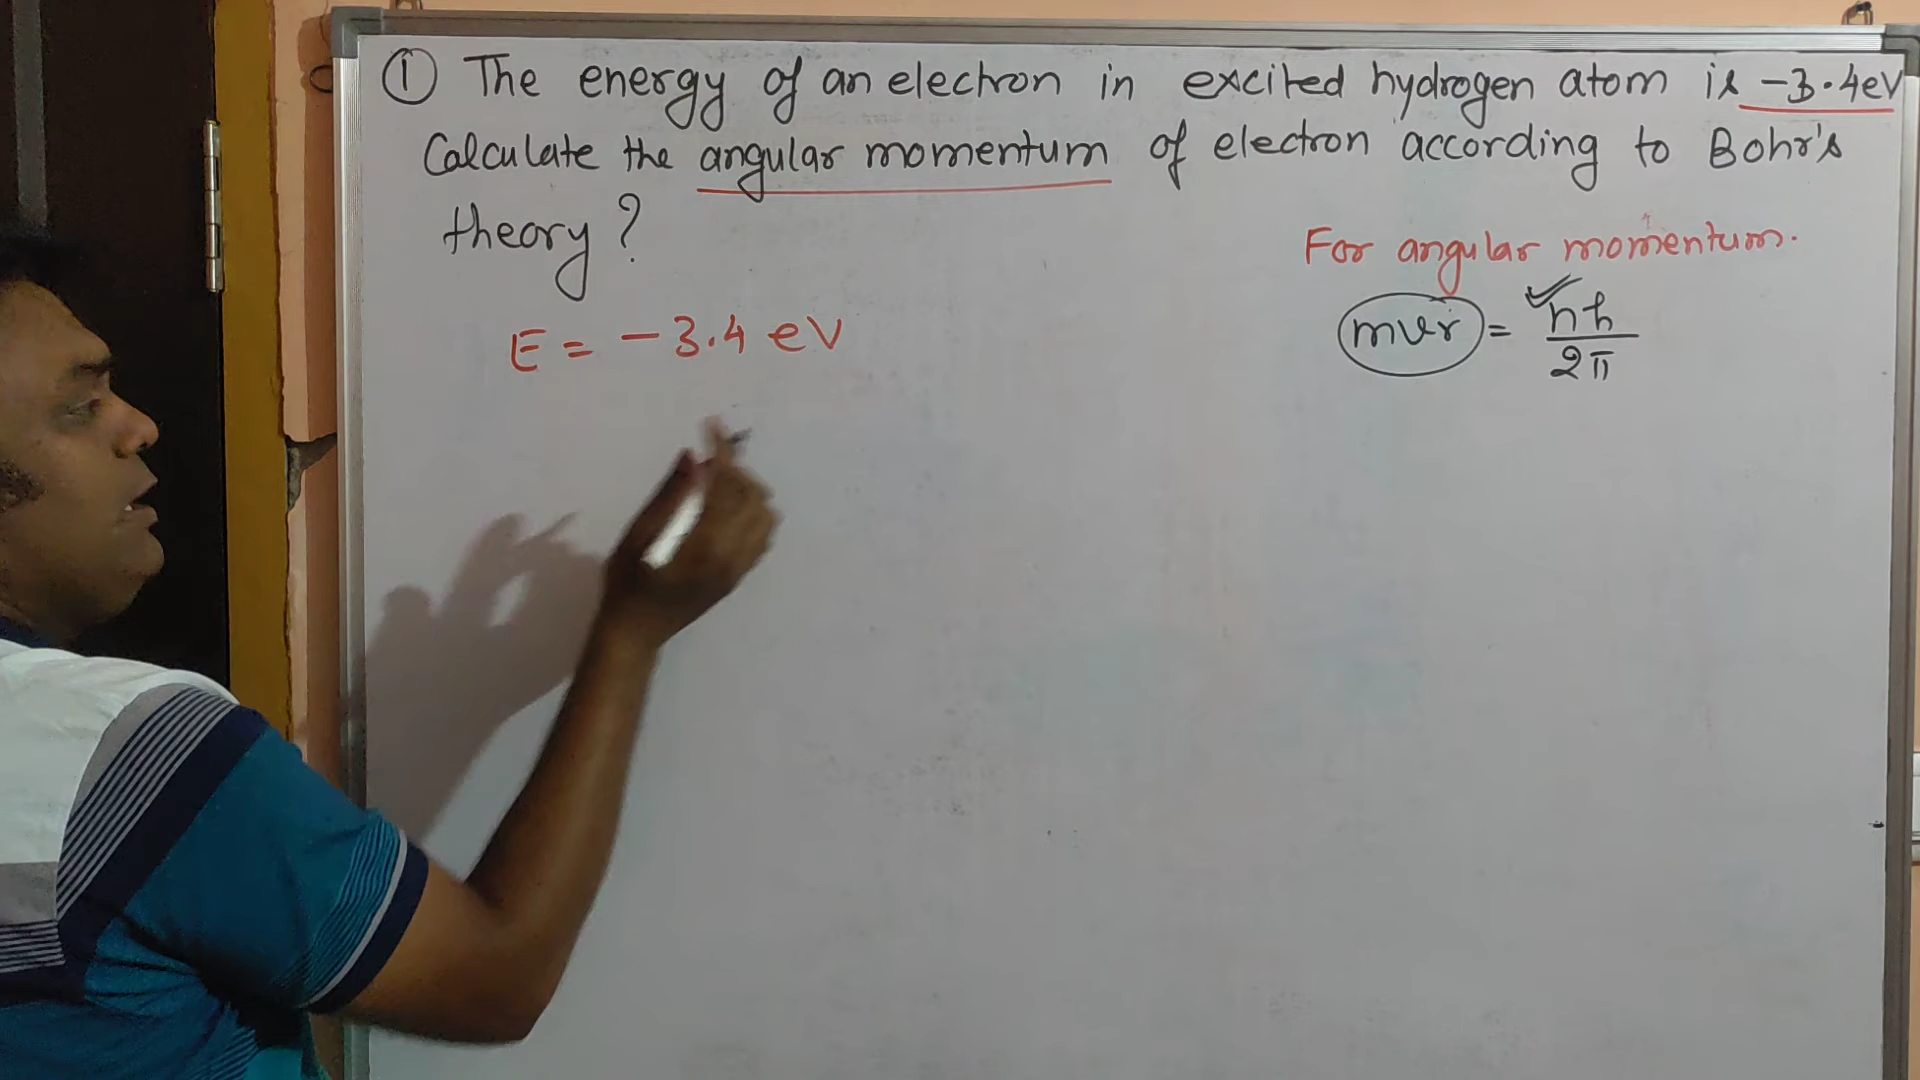 ① The energy of an electron in excited hydrogen atom is -3.4eV
Calculate the angular momentum of electron according to Bohr's
theory ?
For angular momentum.
E = -3.4 eV
mvr = nh/2π